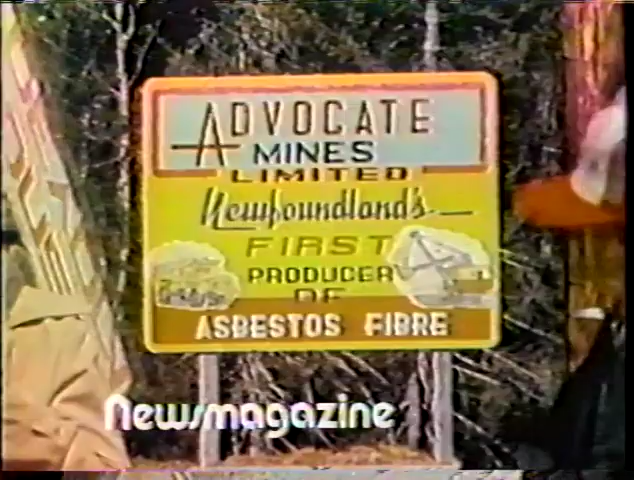 ADVOCATE
MINES
LIMITED
Newfoundland's
FIRST
PRODUCER
OF
ASBESTOS FIBRE
Newsmagazine